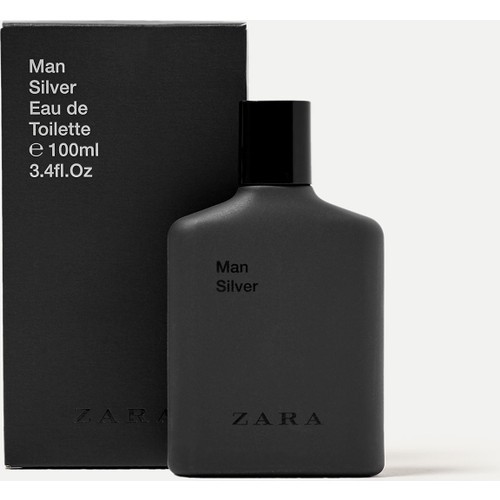 Man
Silver
Eau de
Toilette
℮ 100ml
3.4fl.Oz
ZARA
Man
Silver
ZARA